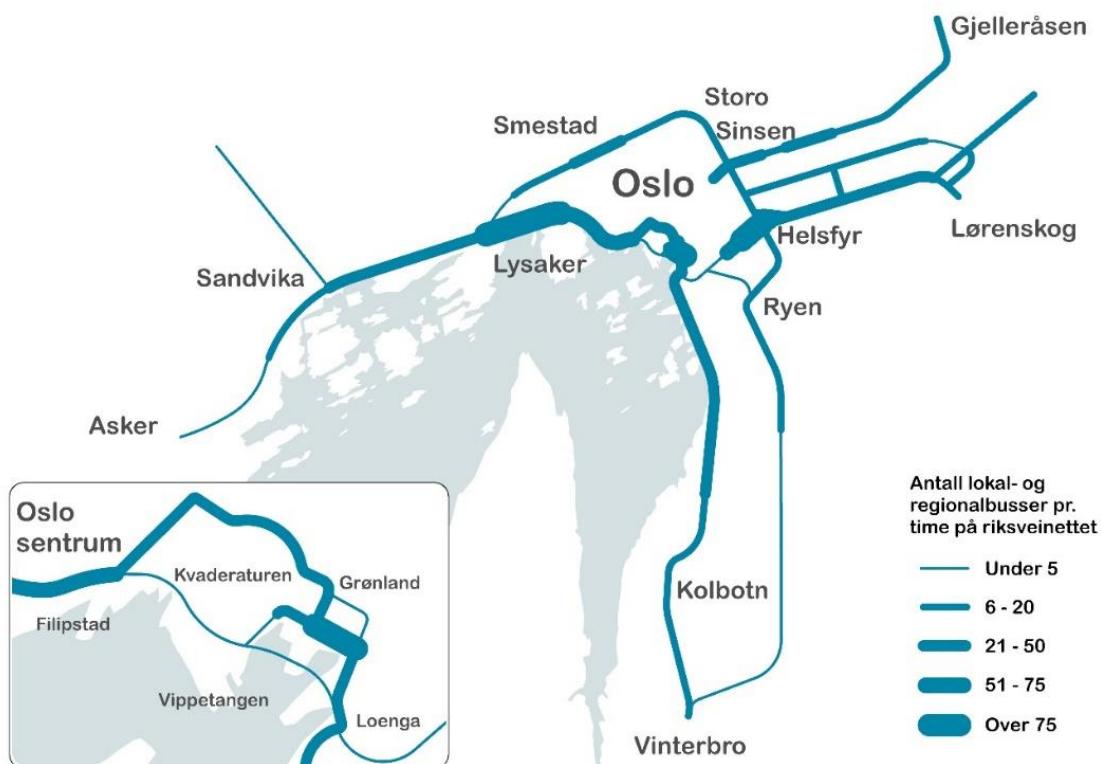 Gjelleråsen
Storo
Smestad
Sinsen
Oslo
Lørenskog
Helsfyr
Lysaker
Sandvika
Ryen
Asker
Kolbotn
Vinterbro
Oslo
sentrum
Kvaderaturen
Grønland
Filipstad
Vippetangen
Loenga
Antall lokal- og
regionalbusser pr.
time på riksveinettet
Under 5
6 - 20
21 - 50
51 - 75
Over 75